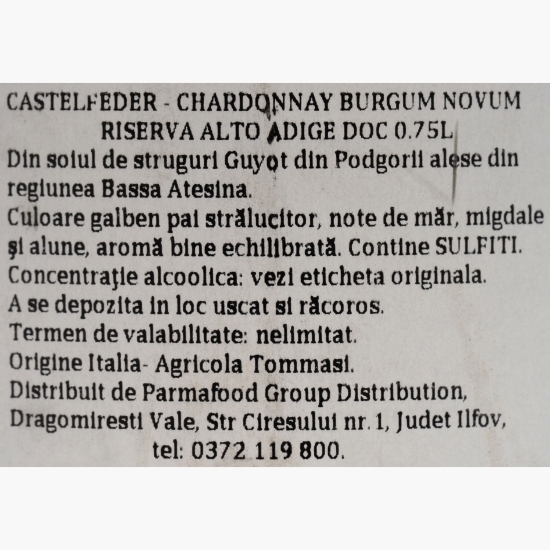 CASTELFEDER - CHARDONNAY BURGUM NOVUM
RISERVA ALTO ADIGE DOC 0.75L
Din soiul de struguri Guyot din Podgorii alese din
regiunea Bassa Atesina.
Culoare galben pai strălucitor, note de măr, migdale
și alune, aromă bine echilibrată. Contine SULFITI.
Concentrație alcoolica: vezi eticheta originala.
A se depozita in loc uscat si răcoros.
Termen de valabilitate: nelimitat.
Origine Italia- Agricola Tommasi.
Distribuit de Parmafood Group Distribution,
Dragomiresti Vale, Str Ciresului nr. 1, Judet Ilfov,
tel: 0372 119 800.